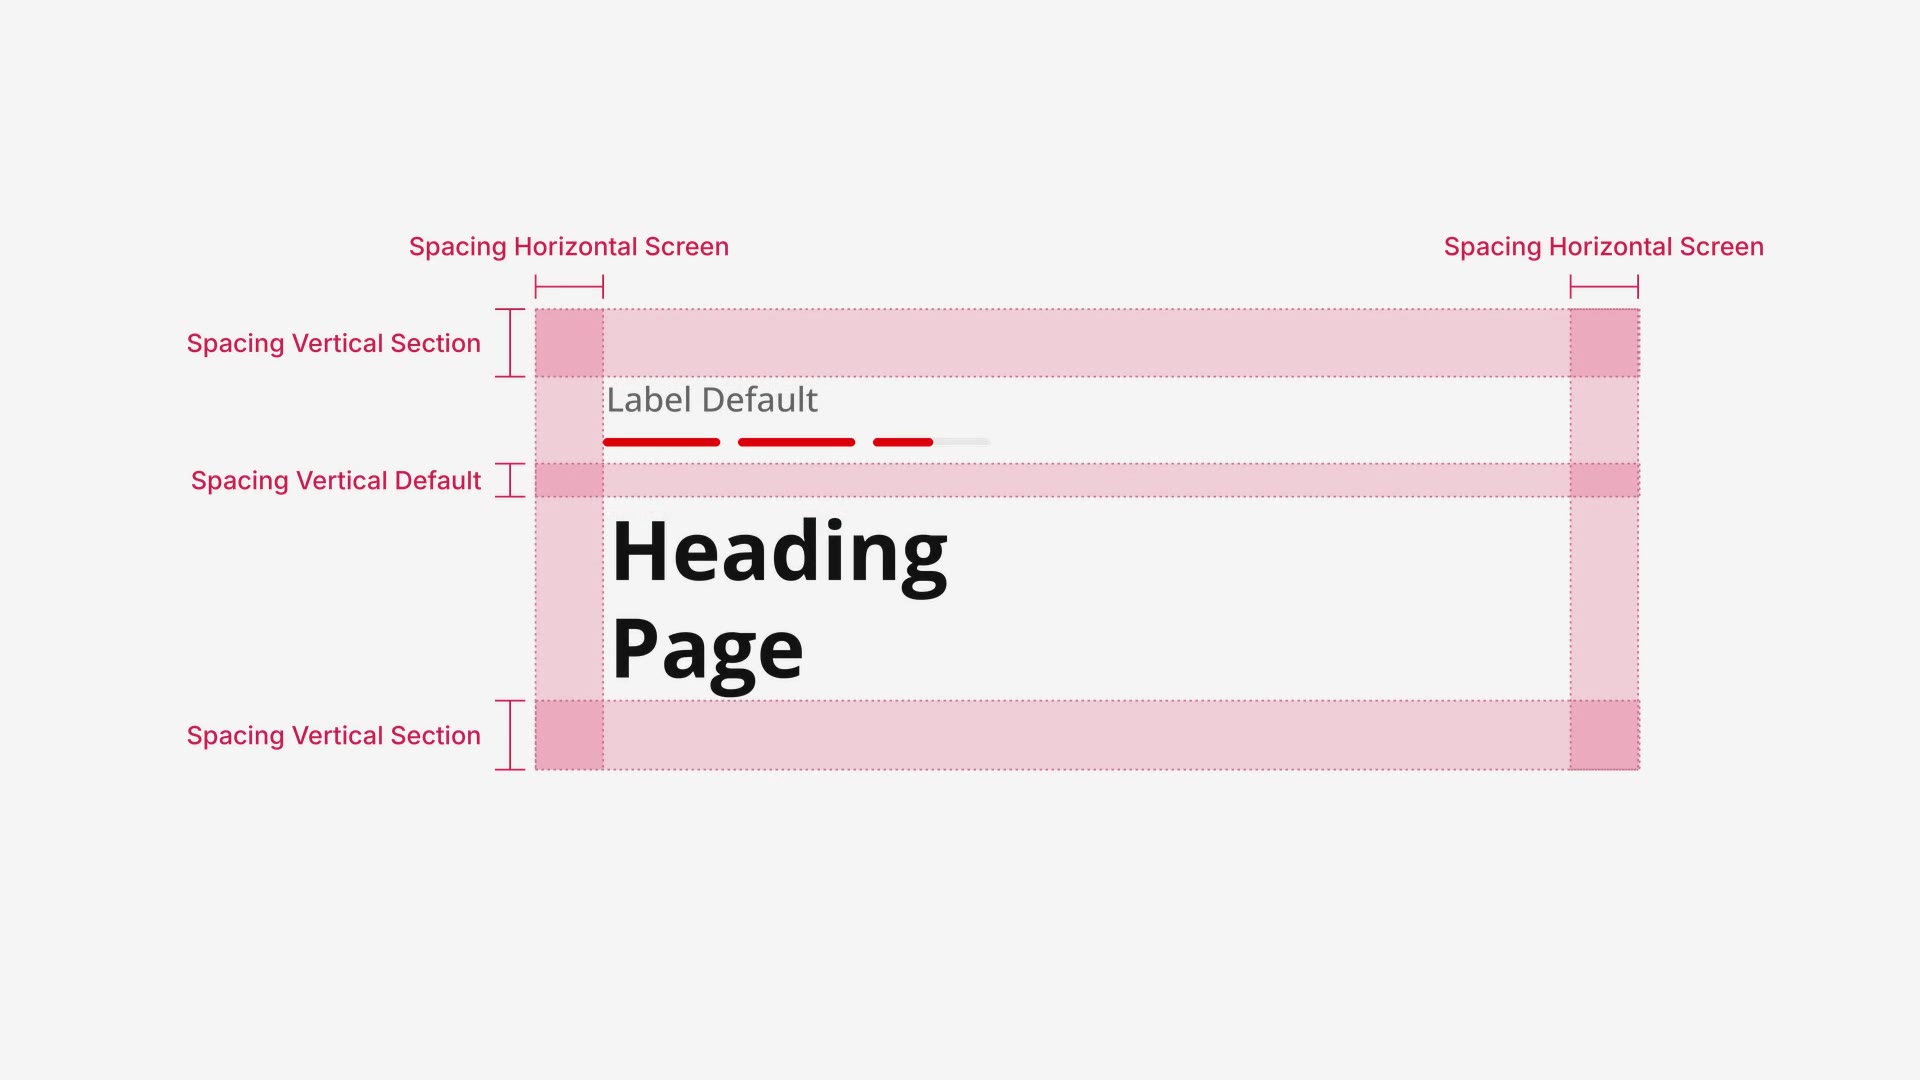 Spacing Horizontal Screen
Spacing Horizontal Screen
Spacing Vertical Section
Label Default
Spacing Vertical Default
Heading
Page
Spacing Vertical Section